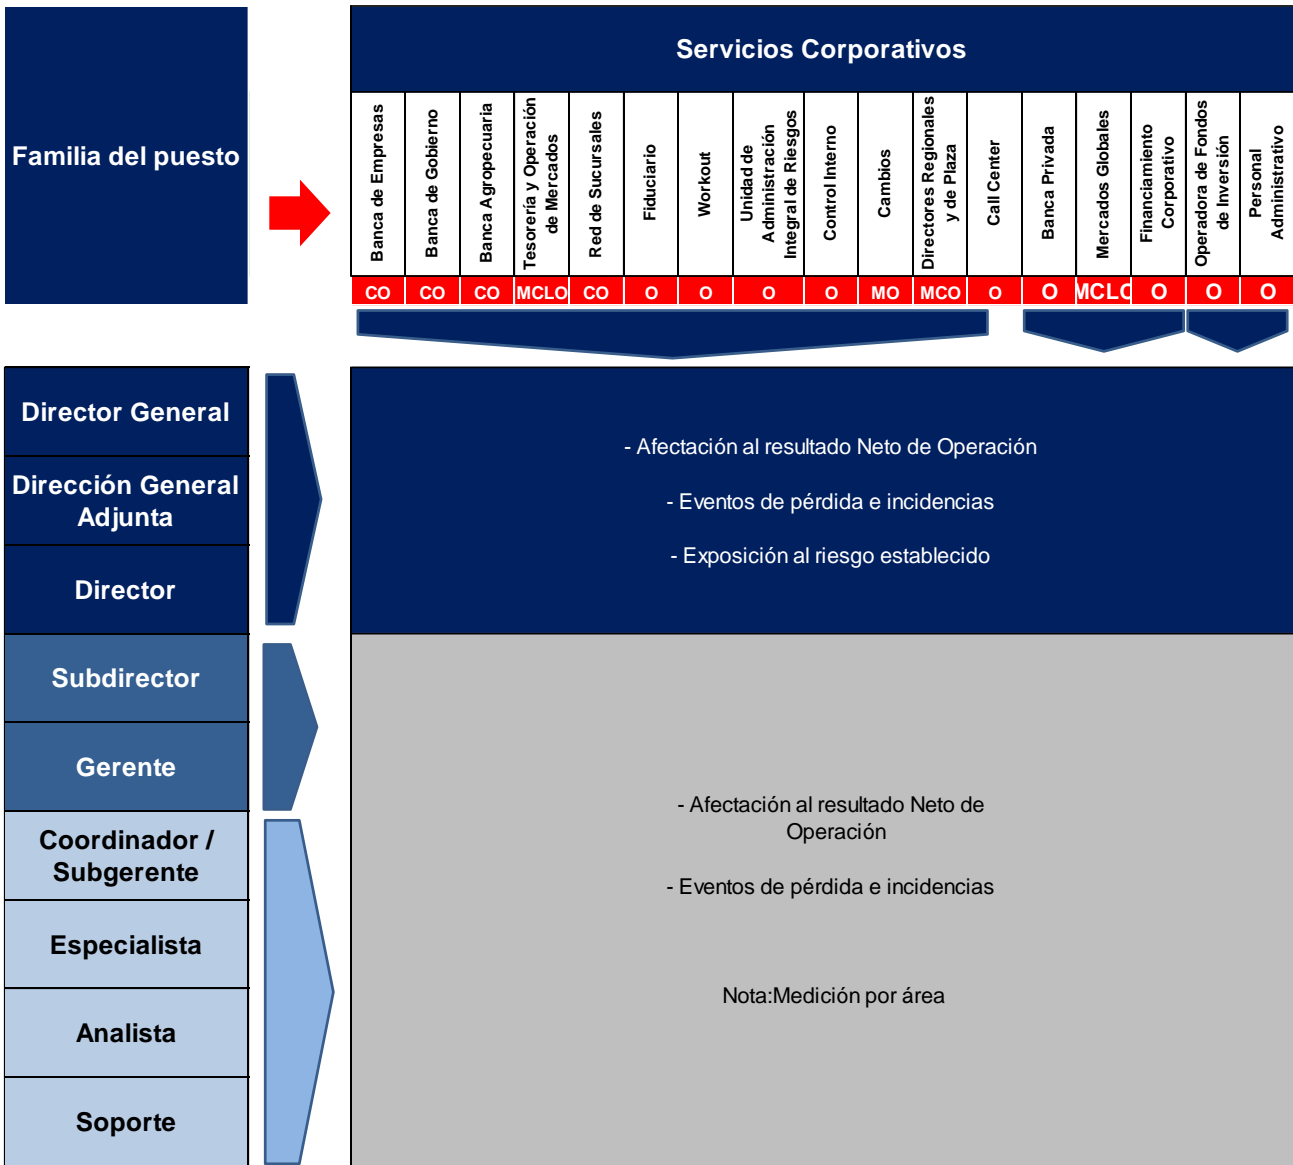 Servicios Corporativos
Familia del puesto
Banca de Empresas
Banca de Gobierno
Banca Agropecuaria
Tesorería y Operación
de Mercados
Red de Sucursales
Fiduciario
Workout
Unidad de
Administración
Integral de Riesgos
Control Interno
Cambios
Directores Regionales
y de Plaza
Call Center
Banca Privada
Mercados Globales
Financiamiento
Corporativo
Operadora de Fondos
de Inversión
Personal
Administrativo
CO CO CO MCLO CO O O O O MO MCO O O MCLO O O O
Director General
Dirección General
Adjunta
Director
- Afectación al resultado Neto de Operación
- Eventos de pérdida e incidencias
- Exposición al riesgo establecido
Subdirector
Gerente
Coordinador /
Subgerente
Especialista
Analista
Soporte
- Afectación al resultado Neto de
Operación
- Eventos de pérdida e incidencias
Nota:Medición por área